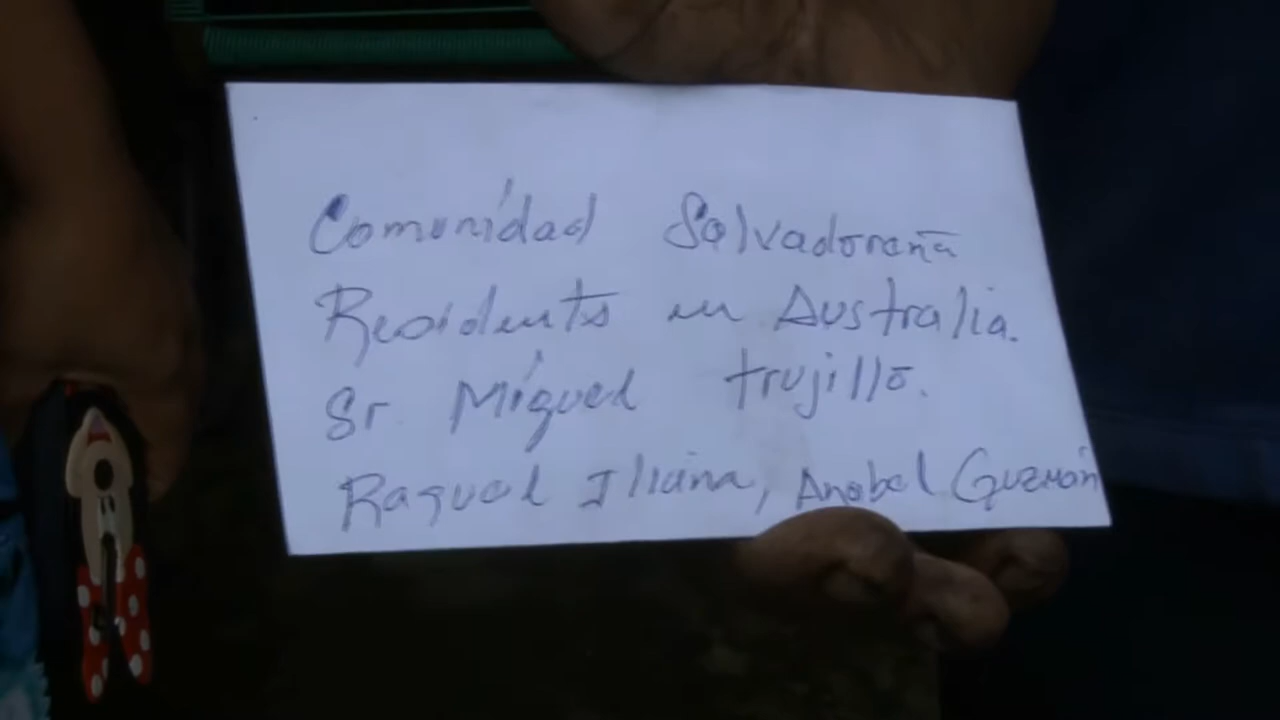 Comunidad Salvadoreña
Residents en Australia.
Sr. Miguel trujillo.
Raquel Iliana, Anabel Guzmán